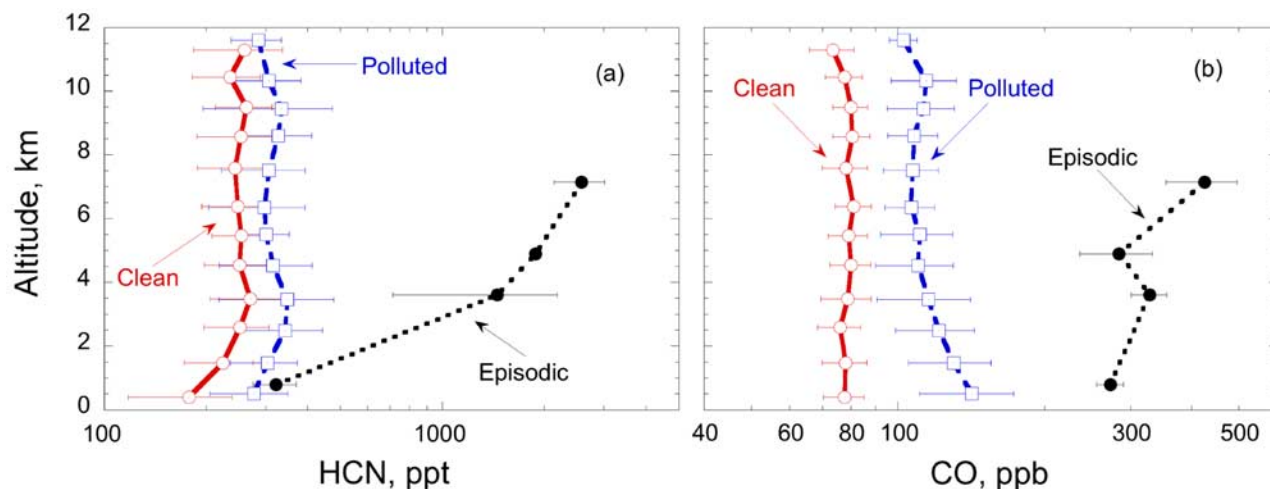 12
10
8
6
4
2
0
Altitude, km
Polluted
(a)
Clean
Episodic
100
1000
HCN, ppt
(b)
Clean
Polluted
Episodic
40
60
80
100
300
500
CO, ppb